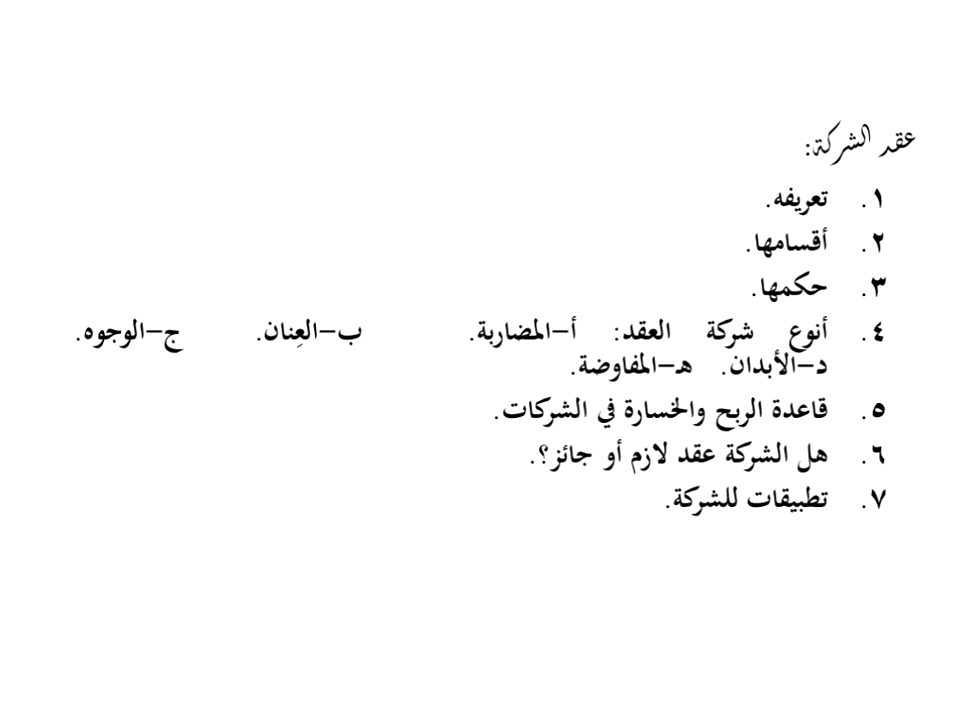 عقد الشركة:
١. تعريفه.
٢. أقسامها.
٣. حكمها.
٤. أنوع شركة العقد: أ–المضاربة. ب–العِنان. ج–الوجوه.
د–الأبدان. هـ–المفاوضة.
٥. قاعدة الربح والخسارة في الشركات.
٦. هل الشركة عقد لازم أو جائز؟.
٧. تطبيقات للشركة.